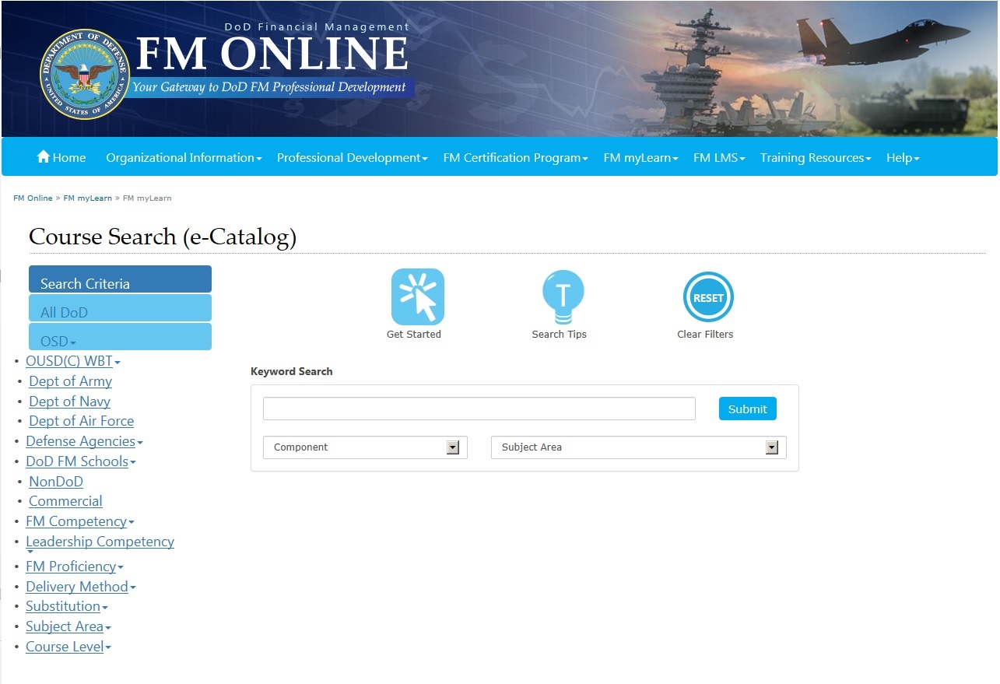 DoD Financial Management
FM ONLINE
Your Gateway to DoD FM Professional Development
DEPARTMENT OF DEFENSE
UNITED STATES OF AMERICA
Home Organizational Information Professional Development FM Certification Program FM myLearn FM LMS Training Resources Help
FM Online » FM myLearn » FM myLearn
Course Search (e-Catalog)
Search Criteria
All DoD
OSD
• OUSD(C) WBT
• Dept of Army
• Dept of Navy
• Dept of Air Force
• Defense Agencies
• DoD FM Schools
• NonDoD
• Commercial
• FM Competency
• Leadership Competency
• FM Proficiency
• Delivery Method
• Substitution
• Subject Area
• Course Level
T
RESET
Get Started Search Tips Clear Filters
Keyword Search
Submit
Component Subject Area